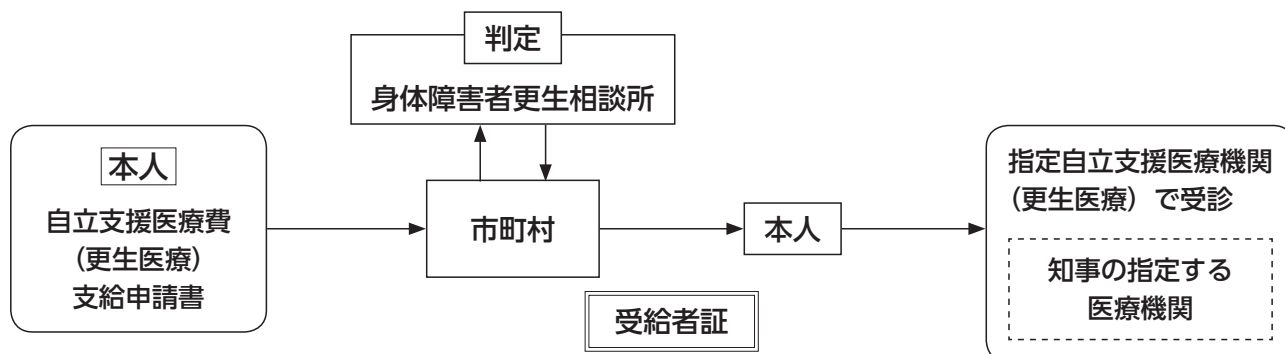 判定
身体障害者更生相談所
本人
自立支援医療費
(更生医療)
支給申請書
市町村
本人
受給者証
指定自立支援医療機関
(更生医療)で受診
知事の指定する
医療機関